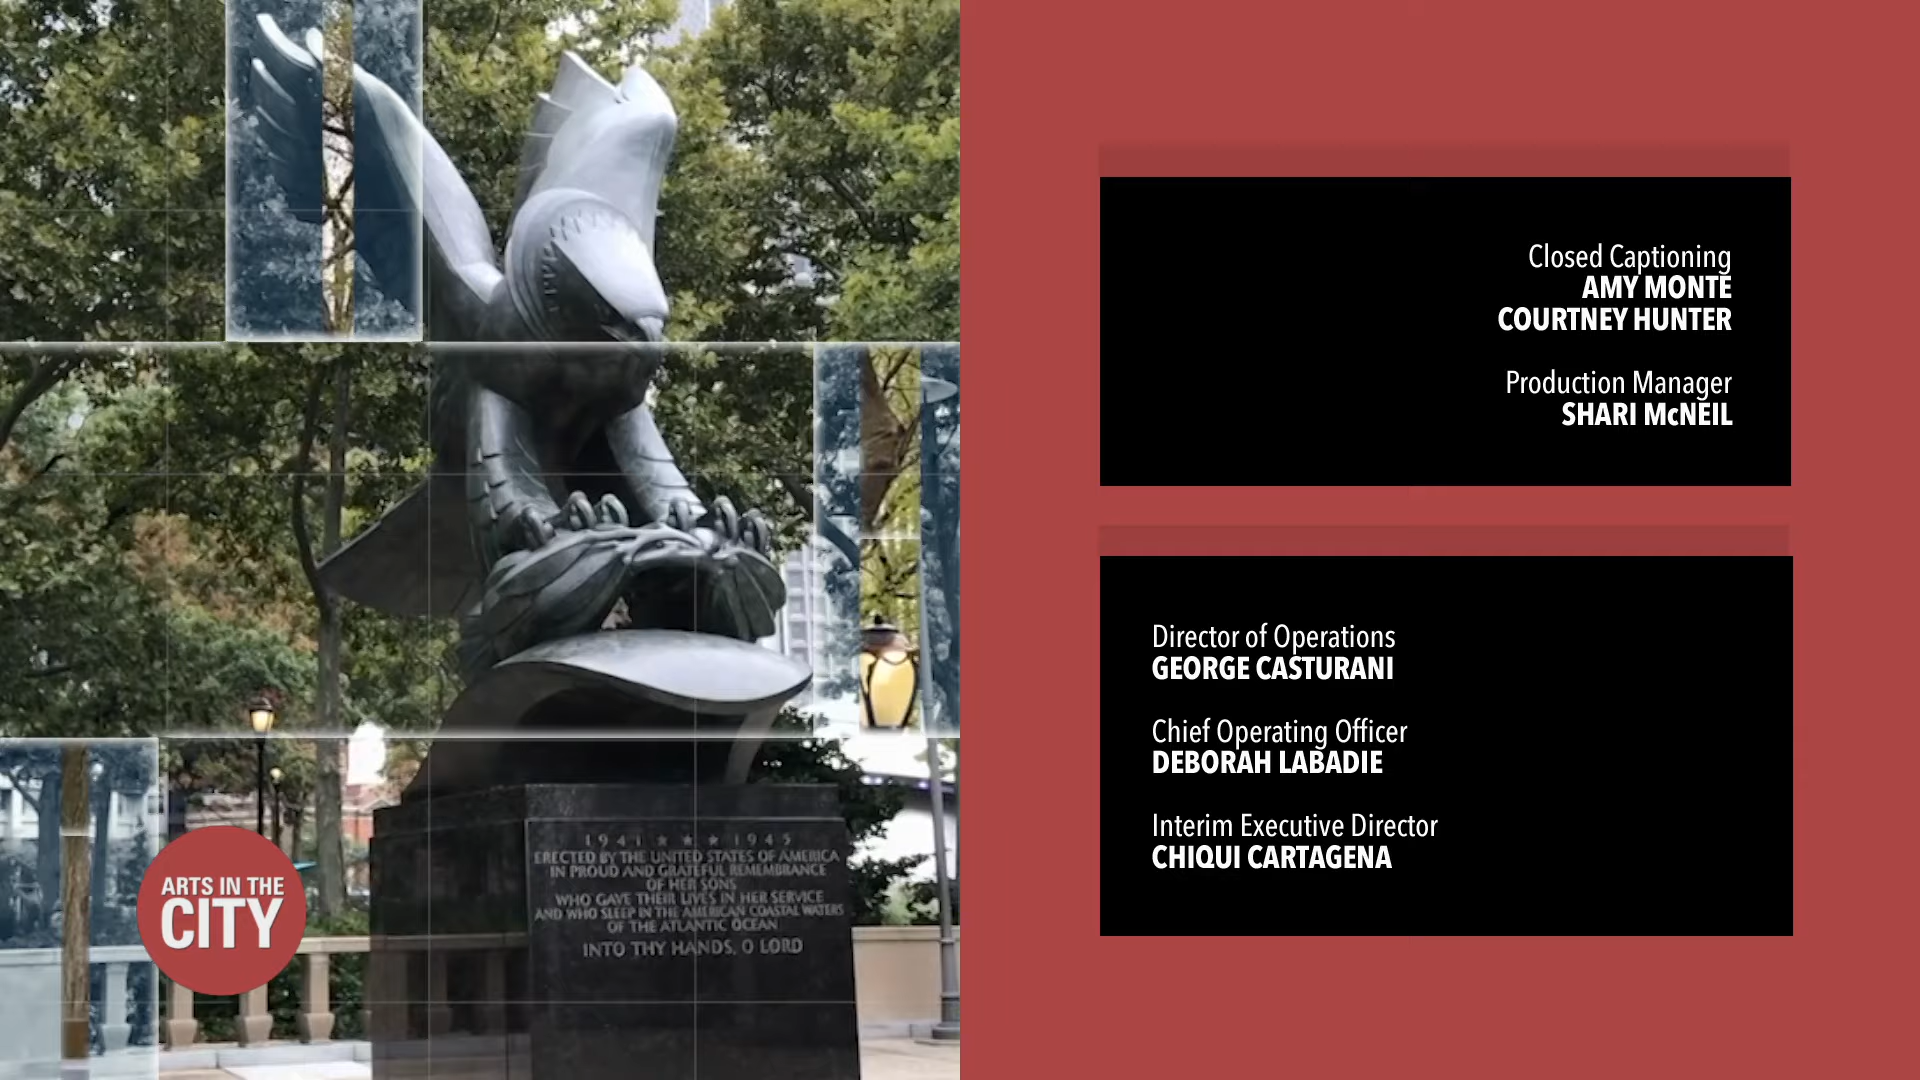 1941 ★ ★ ★ 1945
ERECTED BY THE UNITED STATES OF AMERICA
IN PROUD AND GRATEFUL REMEMBRANCE
OF HER SONS
WHO GAVE THEIR LIVES IN HER SERVICE
AND WHO SLEEP IN THE AMERICAN COASTAL WATERS
OF THE ATLANTIC OCEAN
INTO THY HANDS, O LORD
ARTS IN THE
CITY
Closed Captioning
AMY MONTE
COURTNEY HUNTER
Production Manager
SHARI McNEIL
Director of Operations
GEORGE CASTURANI
Chief Operating Officer
DEBORAH LABADIE
Interim Executive Director
CHIQUI CARTAGENA